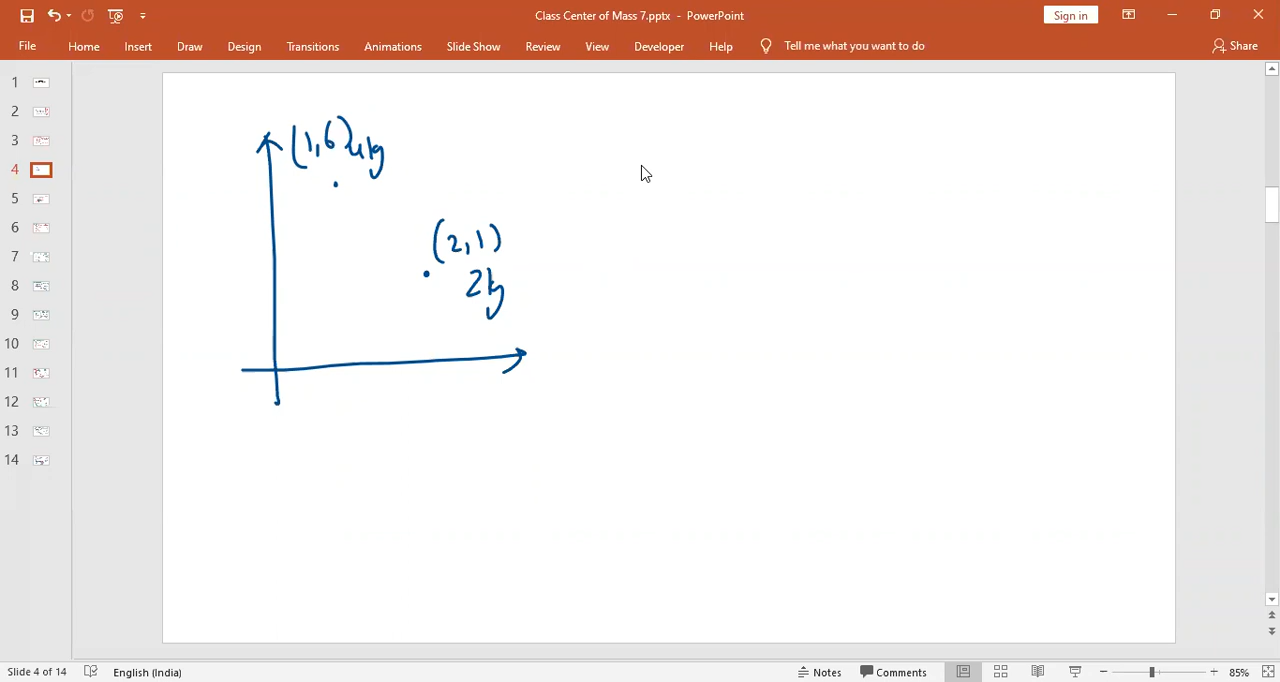 Class Center of Mass 7.pptx - PowerPoint
Sign in
File Home Insert Draw Design Transitions Animations Slide Show Review View Developer Help Tell me what you want to do Share
1
2
3
4
5
6
7
8
9
10
11
12
13
14
(1,6) 4kg
(2,1)
2kg
Slide 4 of 14 English (India) Notes Comments 85%